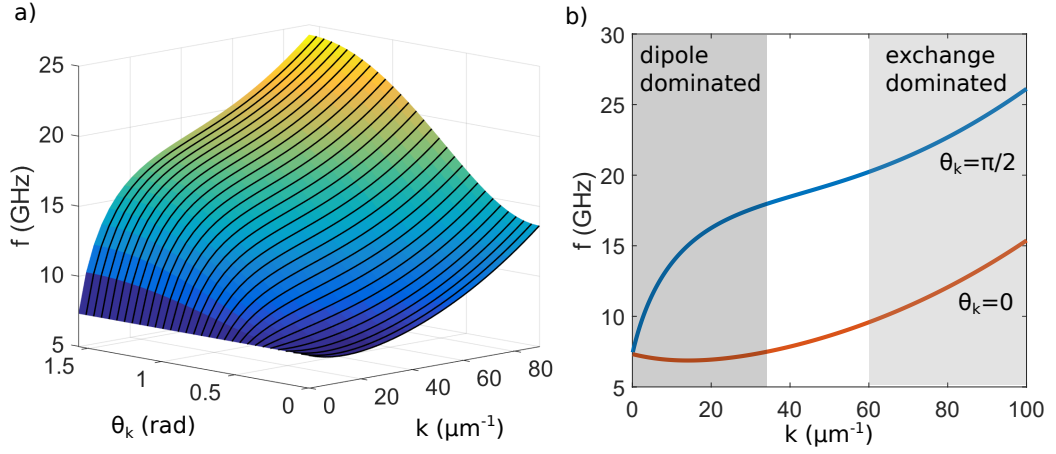 a)
25
20
15
10
5
f (GHz)
1.5
1
0.5
0
θk (rad)
0
20
40
60
80
k (μm-1)
b)
30
25
20
15
10
5
f (GHz)
dipole
dominated
exchange
dominated
θk=π/2
θk=0
0
20
40
60
80
100
k (μm-1)